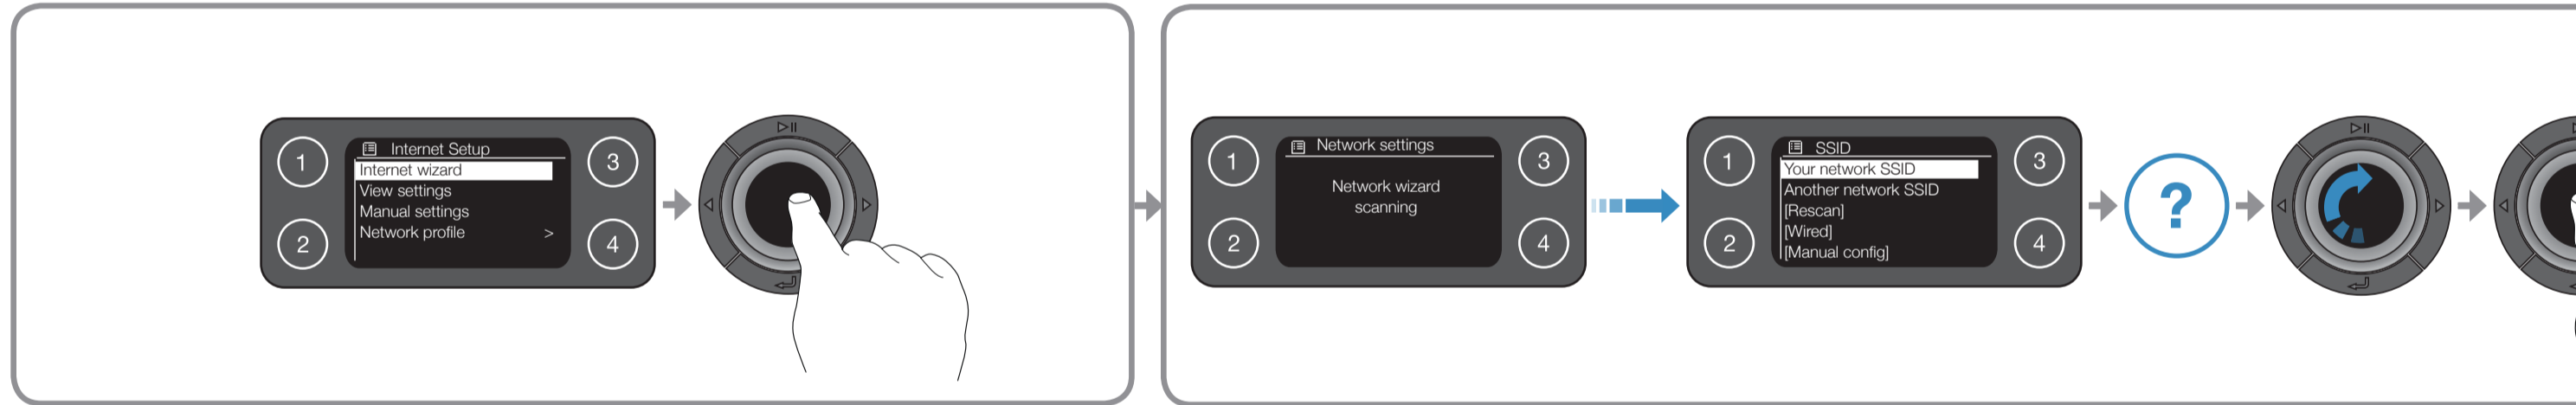 1
2
Internet Setup
Internet wizard
View settings
Manual settings
Network profile >
3
4
1
2
Network settings
Network wizard
scanning
3
4
1
2
SSID
Your network SSID
Another network SSID
[Rescan]
[Wired]
[Manual config]
3
4
?